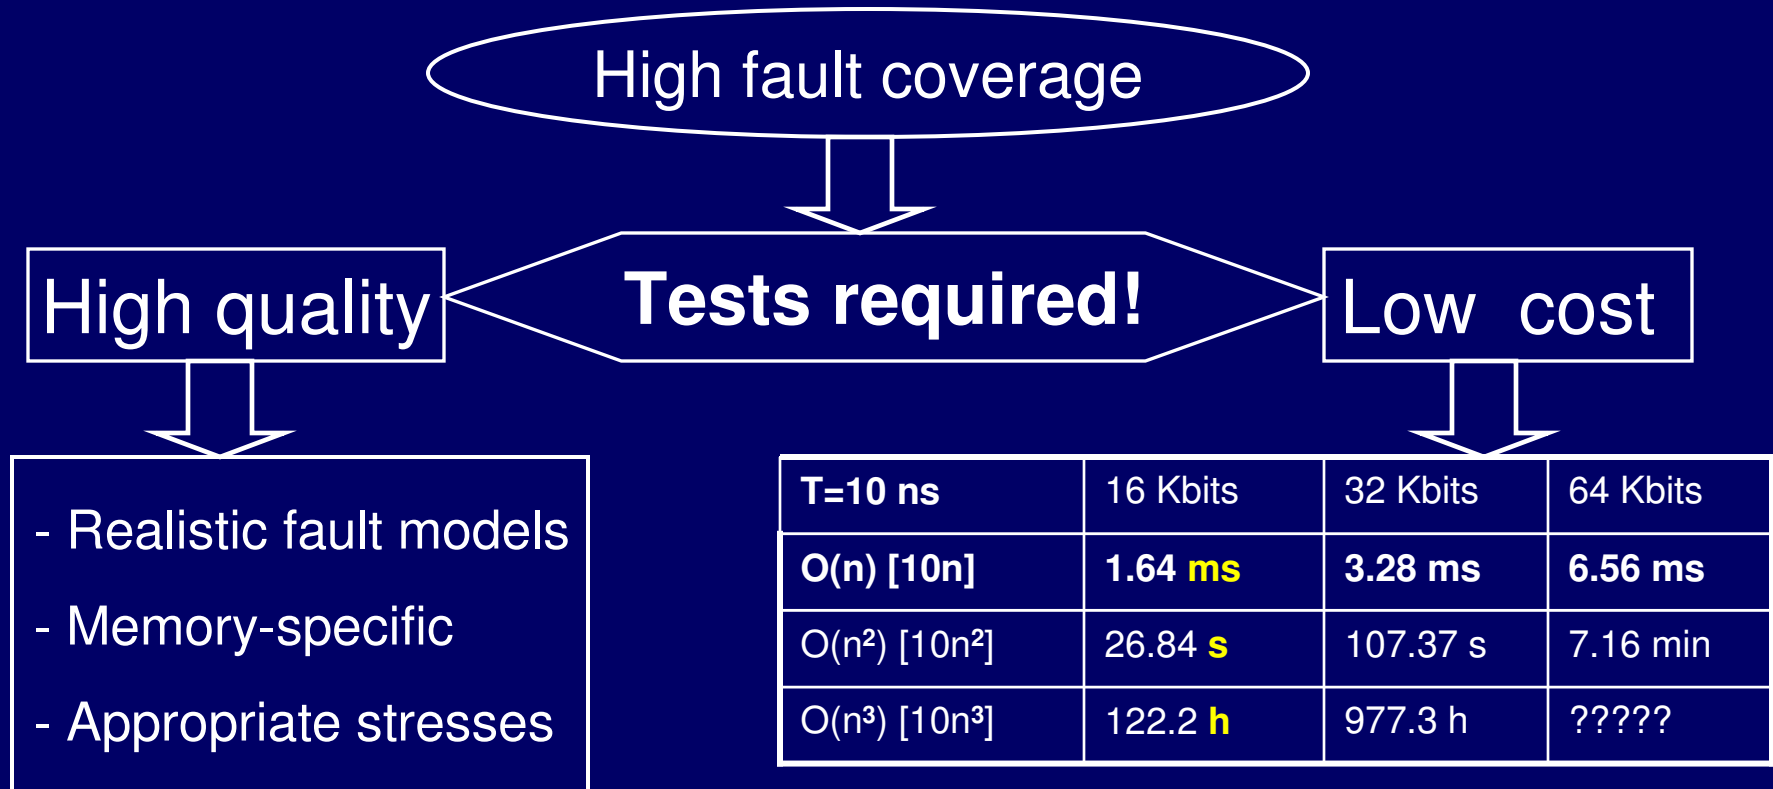 High fault coverage
Tests required!
High quality
Low cost
- Realistic fault models
- Memory-specific
- Appropriate stresses
T=10 ns 16 Kbits 32 Kbits 64 Kbits
O(n) [10n] 1.64 ms 3.28 ms 6.56 ms
O(n²) [10n²] 26.84 s 107.37 s 7.16 min
O(n³) [10n³] 122.2 h 977.3 h ?????